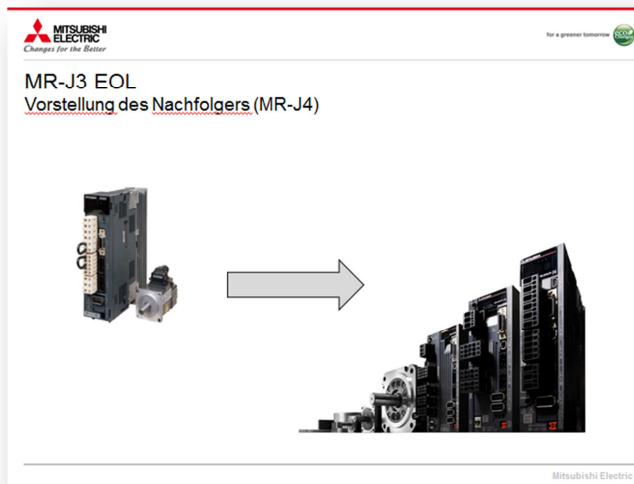 MITSUBISHI
ELECTRIC
Changes for the Better
for a greener tomorrow
MR-J3 EOL
Vorstellung des Nachfolgers (MR-J4)
Mitsubishi Electric